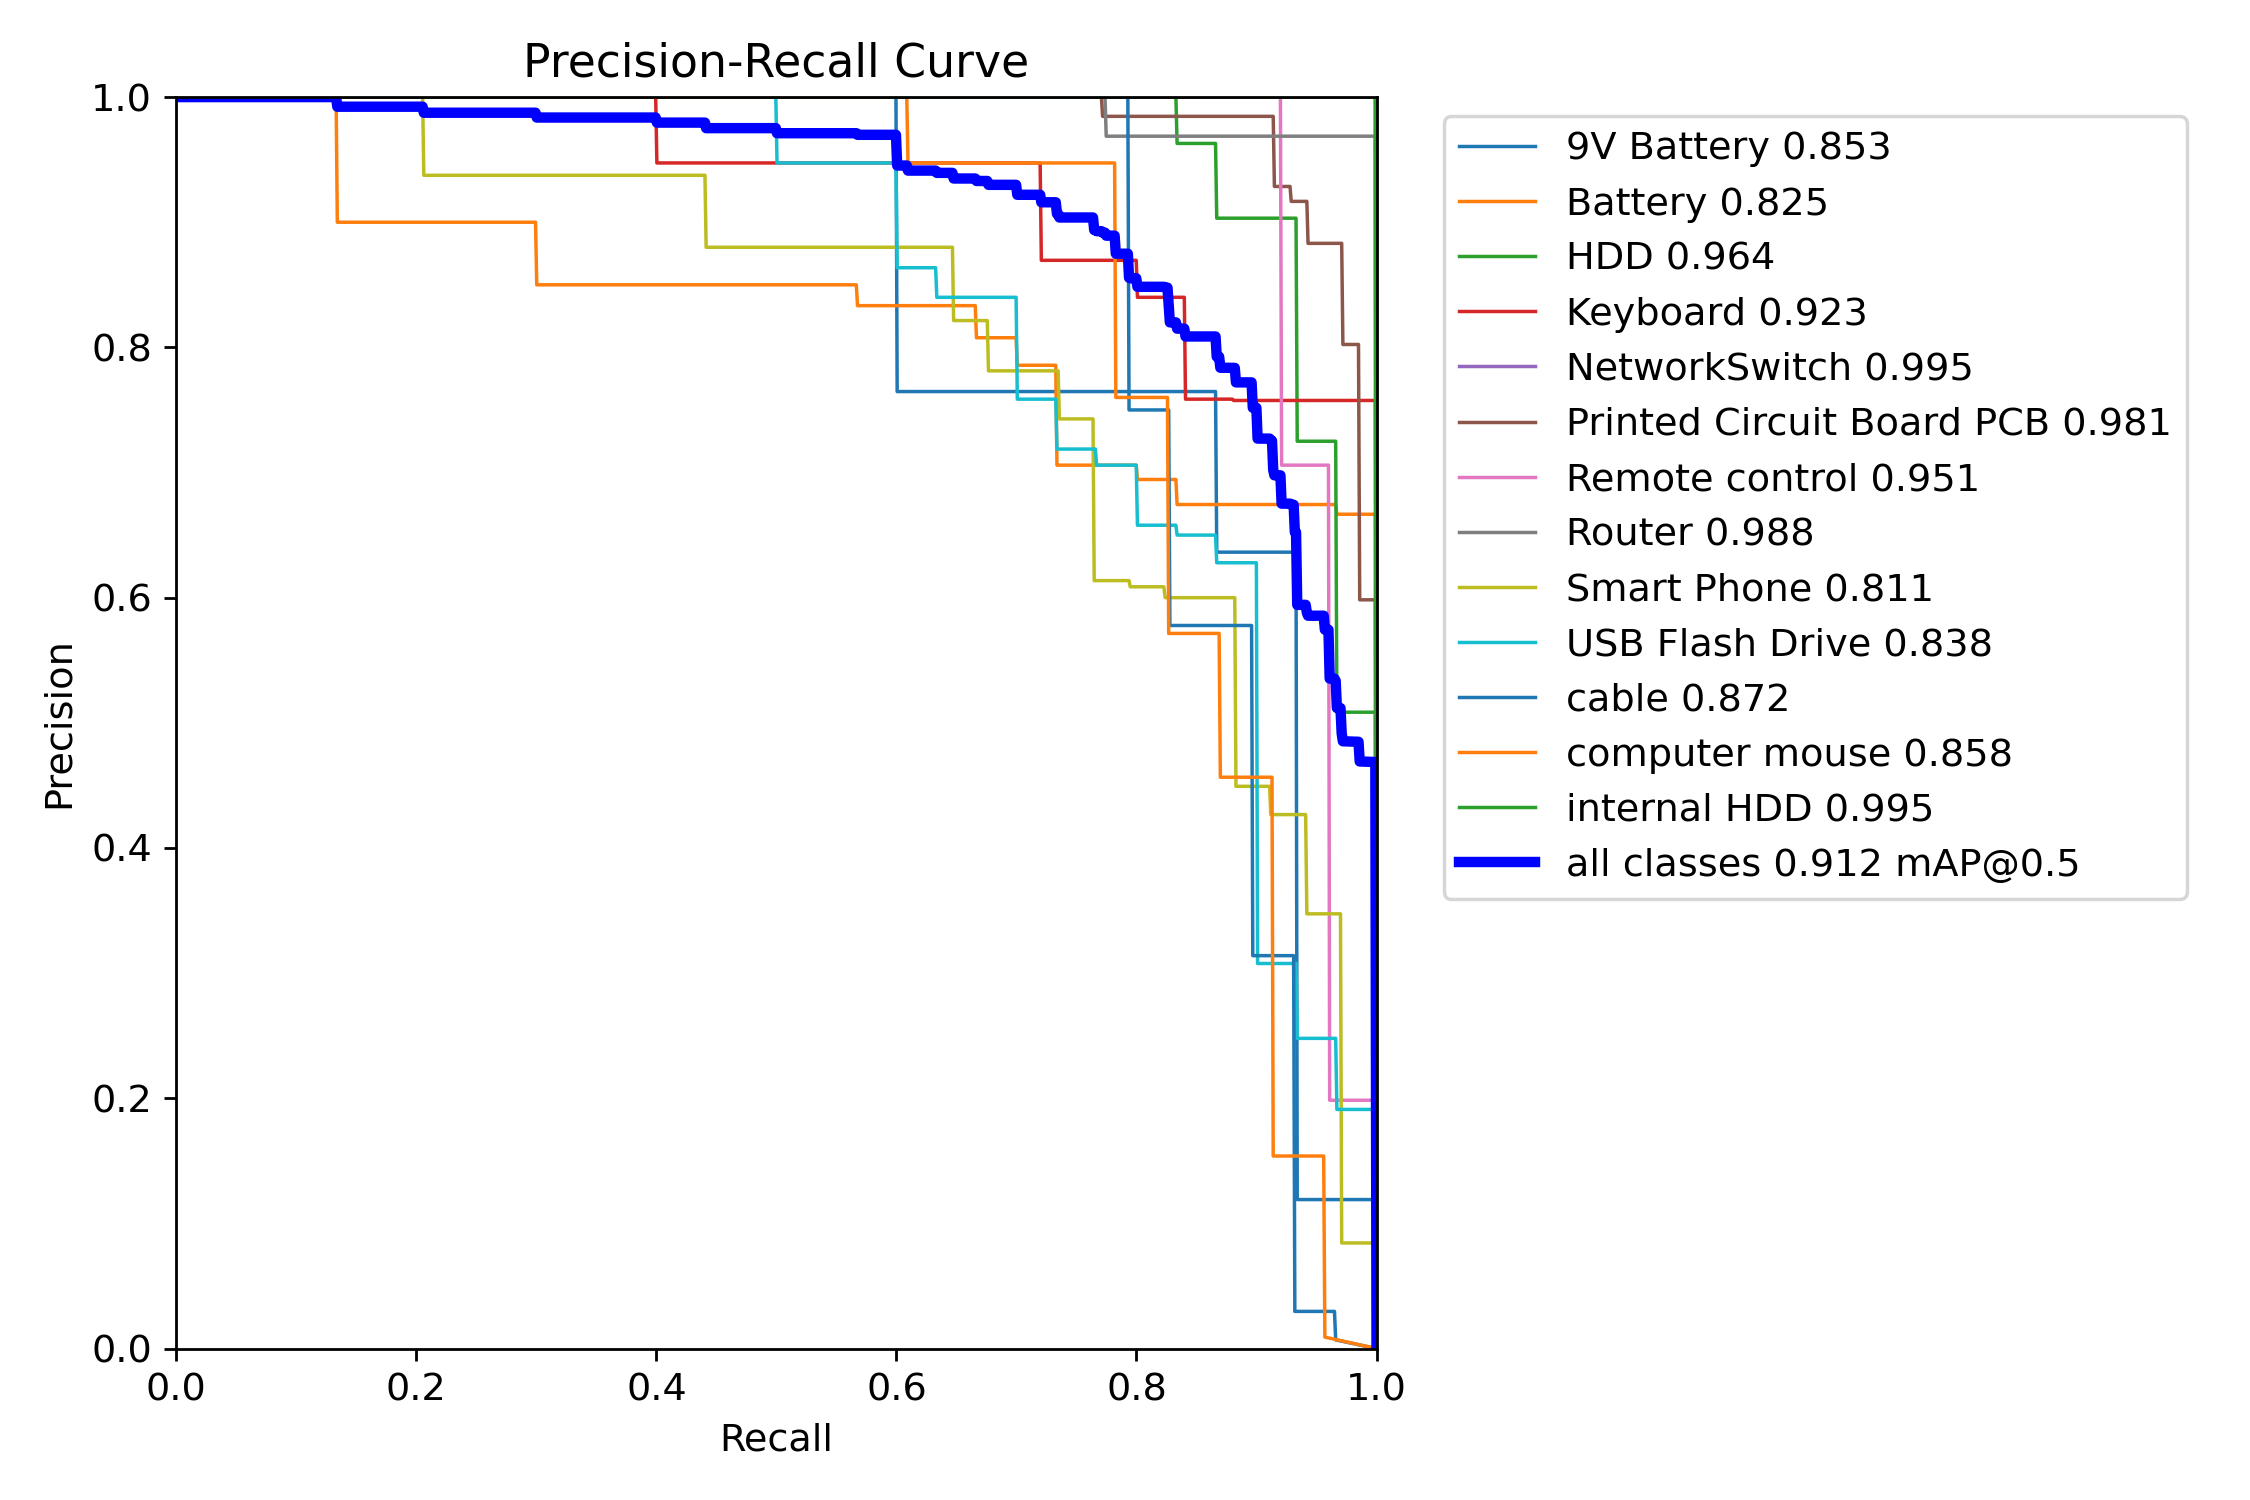 Precision-Recall Curve
1.0
0.8
0.6
0.4
0.2
0.0
Precision
0.0 0.2 0.4 0.6 0.8 1.0
Recall
9V Battery 0.853
Battery 0.825
HDD 0.964
Keyboard 0.923
NetworkSwitch 0.995
Printed Circuit Board PCB 0.981
Remote control 0.951
Router 0.988
Smart Phone 0.811
USB Flash Drive 0.838
cable 0.872
computer mouse 0.858
internal HDD 0.995
all classes 0.912 mAP@0.5